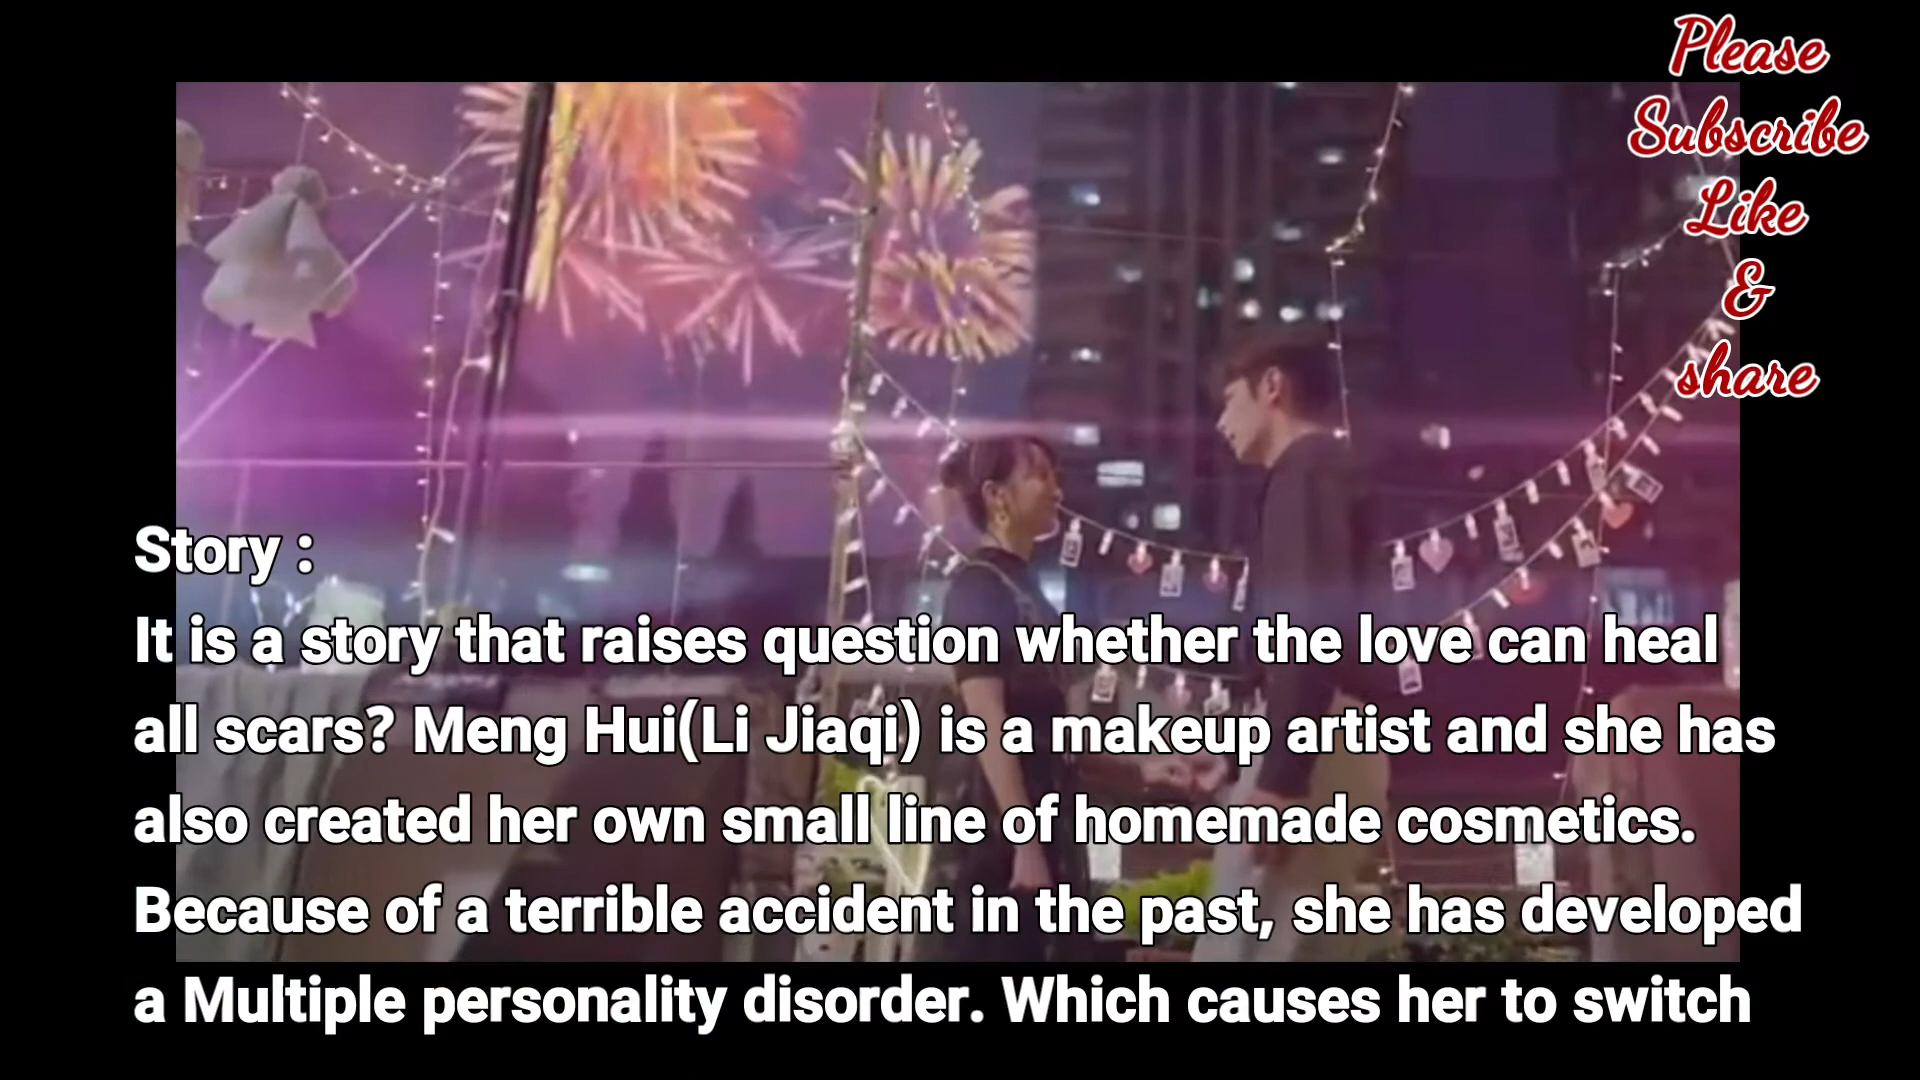 Please
Subscribe
Like
&
share
Story :
It is a story that raises question whether the love can heal
all scars? Meng Hui(Li Jiaqi) is a makeup artist and she has
also created her own small line of homemade cosmetics.
Because of a terrible accident in the past, she has developed
a Multiple personality disorder. Which causes her to switch